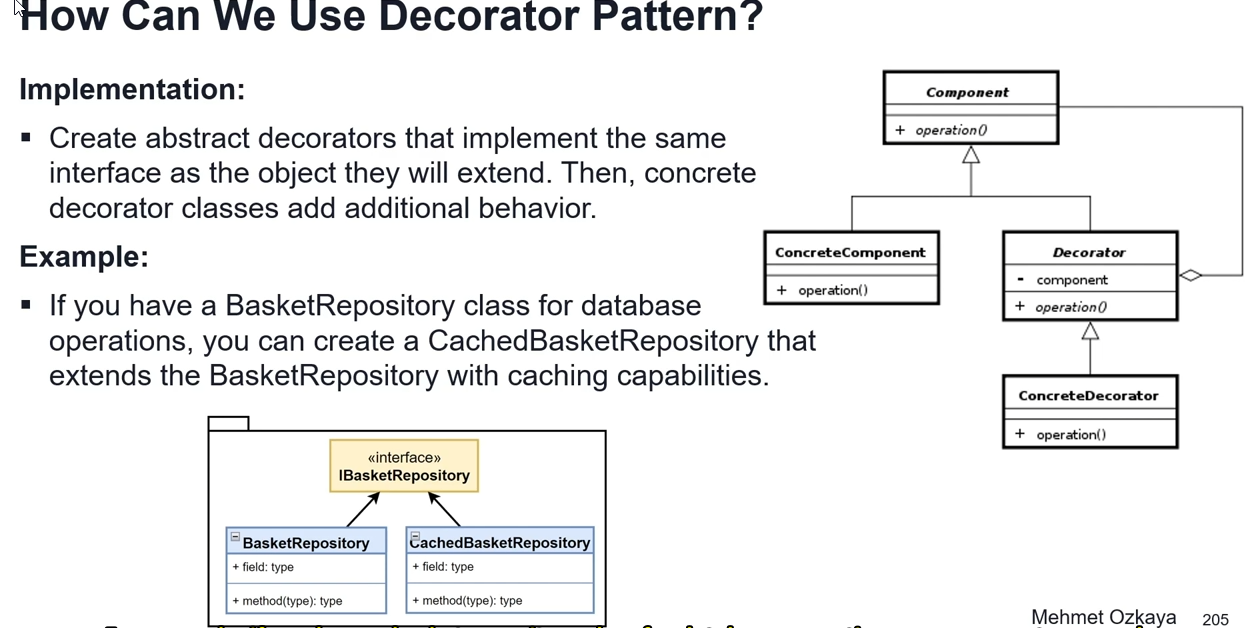 How Can We Use Decorator Pattern?
Implementation:
▪ Create abstract decorators that implement the same
interface as the object they will extend. Then, concrete
decorator classes add additional behavior.
Example:
▪ If you have a BasketRepository class for database
operations, you can create a CachedBasketRepository that
extends the BasketRepository with caching capabilities.
Component
+ operation()
ConcreteComponent
+ operation()
Decorator
- component
+ operation()
ConcreteDecorator
+ operation()
«interface»
IBasketRepository
BasketRepository
+ field: type
+ method(type): type
CachedBasketRepository
+ field: type
+ method(type): type
Mehmet Ozkaya 205